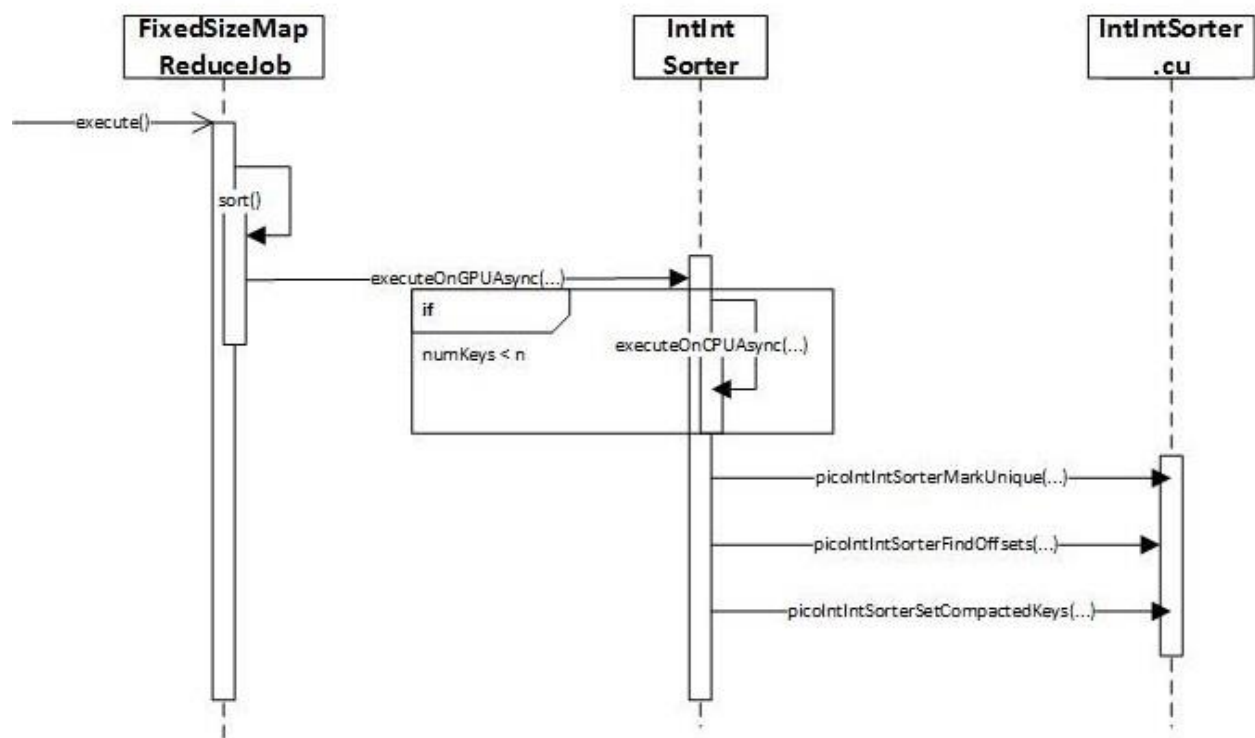 FixedSizeMap
ReduceJob
IntInt
Sorter
IntIntSorter
.cu
execute()
sort()
executeOnGPUAsync(...)
if
numKeys < n
executeOnCPUAsync(...)
picoIntIntSorterMarkUnique(...)
picoIntIntSorterFindOffsets(...)
picoIntIntSorterSetCompactedKeys(...)